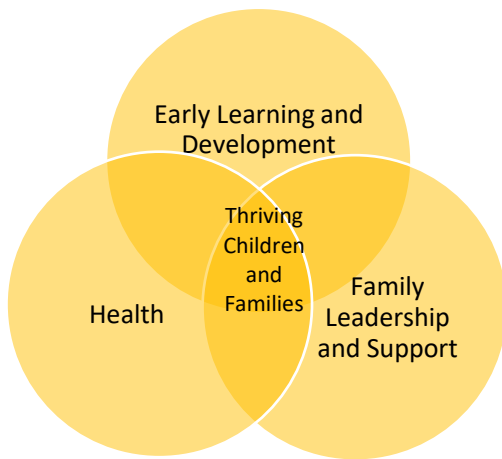 Early Learning and
Development
Thriving
Children
and
Families
Health
Family
Leadership
and Support